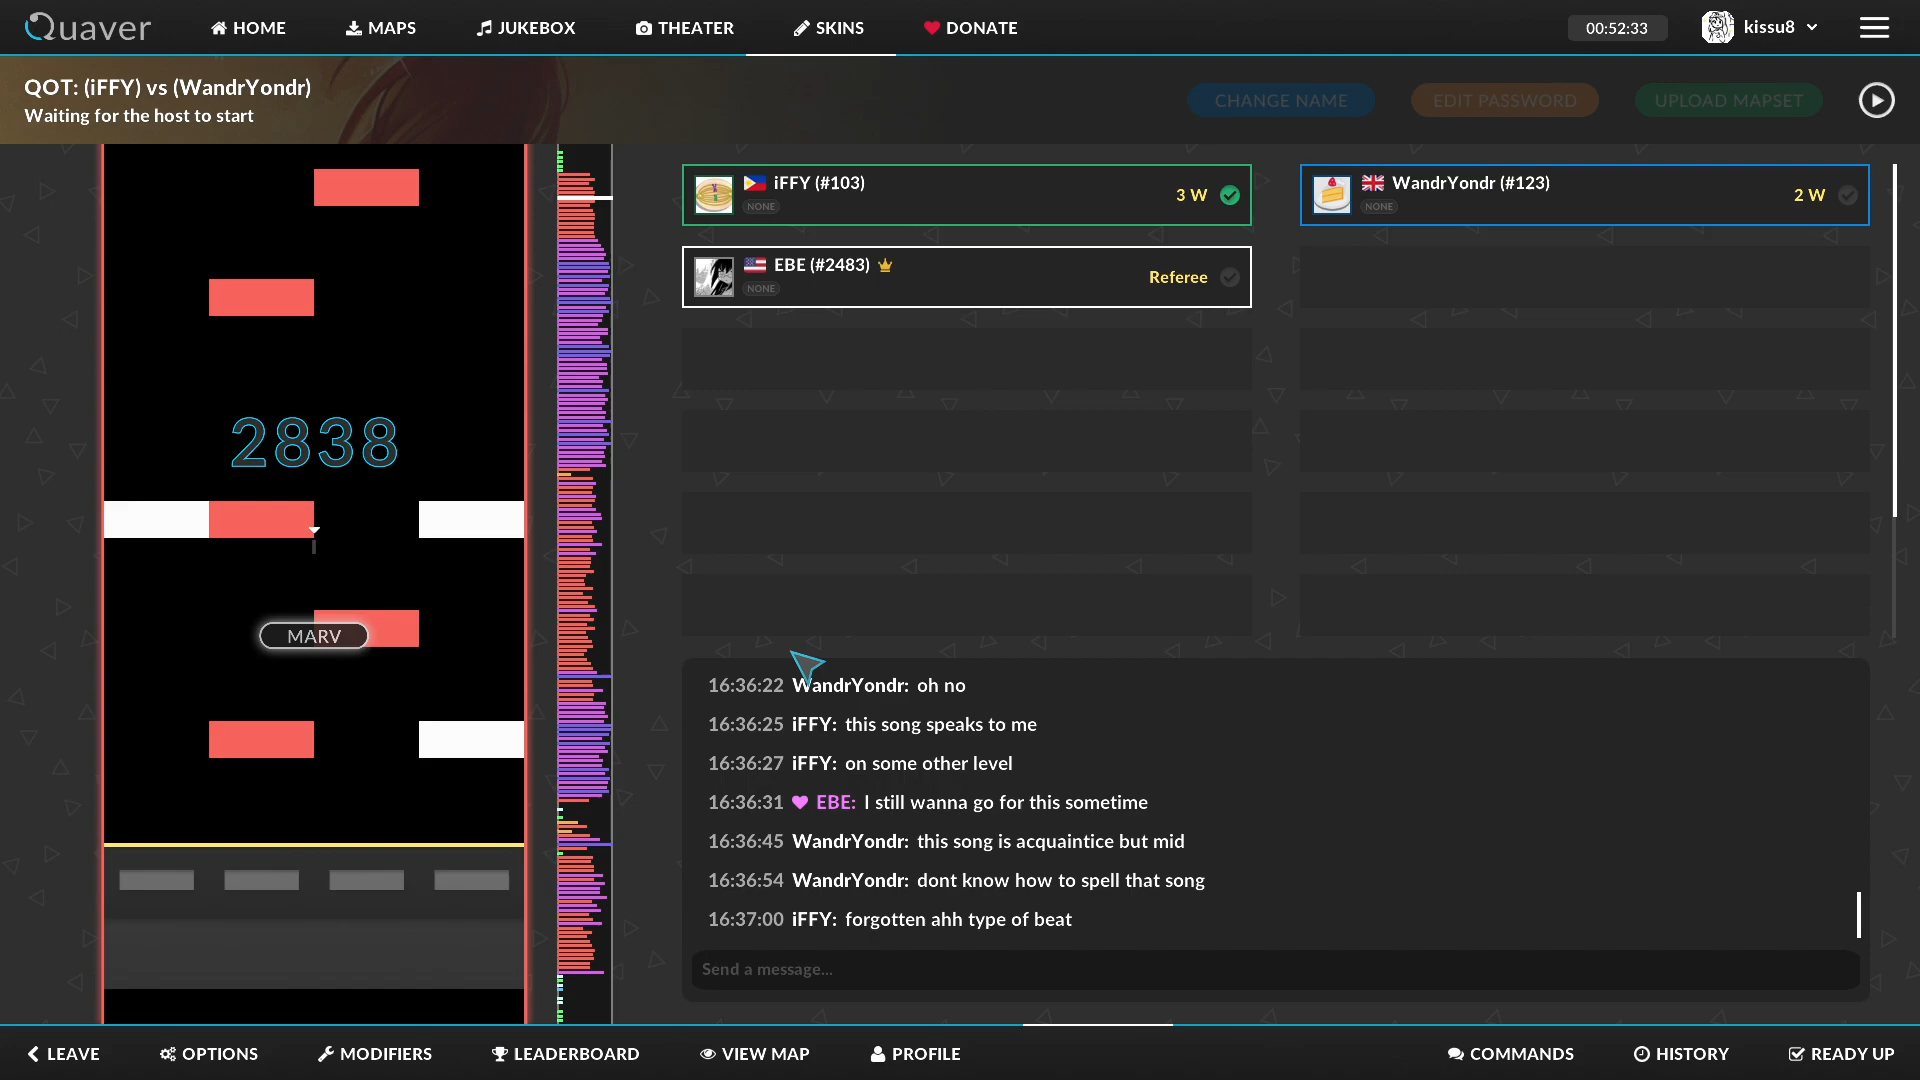 Quaver
HOME
MAPS
JUKEBOX
THEATER
SKINS
DONATE
00:52:33
kissu8
QOT: (iFFY) vs (WandrYondr)
Waiting for the host to start
CHANGE NAME
EDIT PASSWORD
UPLOAD MAPSET
iFFY (#103)
NONE
3 W
WandrYondr (#123)
NONE
2 W
EBE (#2483)
NONE
Referee
2838
MARV
16:36:22 WandrYondr: oh no
16:36:25 iFFY: this song speaks to me
16:36:27 iFFY: on some other level
16:36:31 EBE: I still wanna go for this sometime
16:36:45 WandrYondr: this song is acquaintice but mid
16:36:54 WandrYondr: dont know how to spell that song
16:37:00 iFFY: forgotten ahh type of beat
Send a message...
LEAVE
OPTIONS
MODIFIERS
LEADERBOARD
VIEW MAP
PROFILE
COMMANDS
HISTORY
READY UP